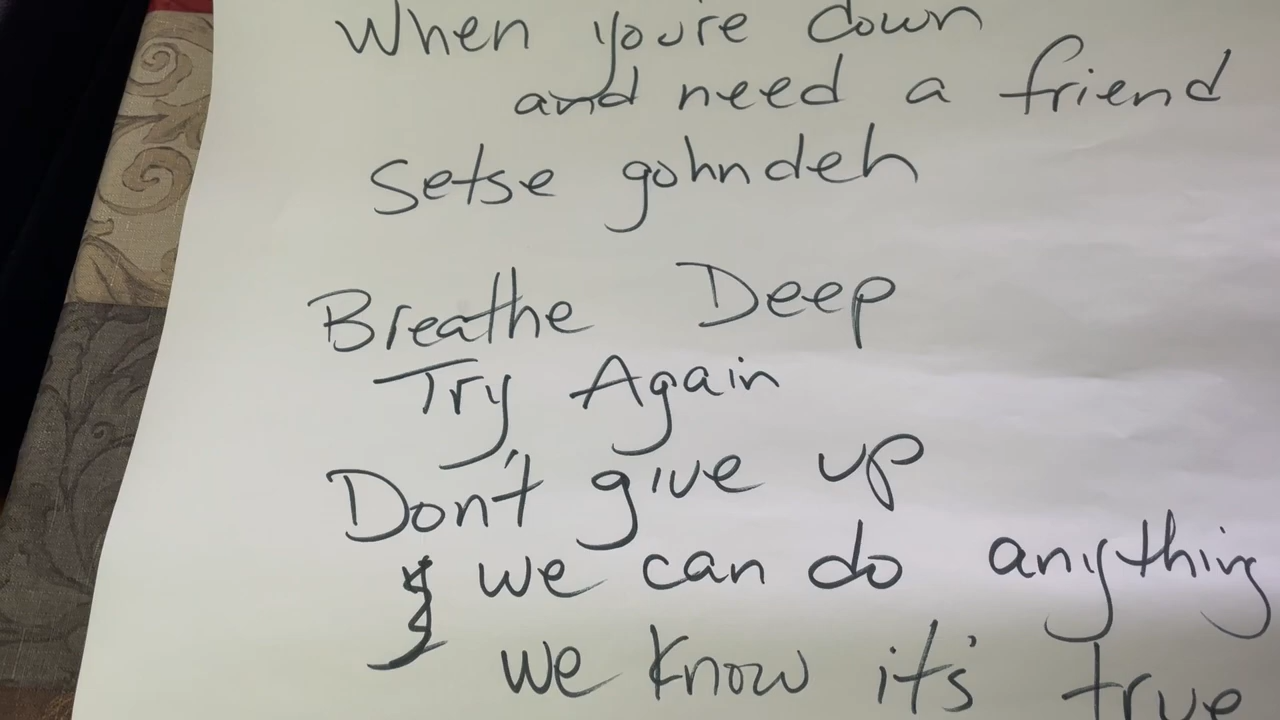 When you're down
and need a friend
Setse gohndeh
Breathe Deep
Try Again
Don't give up
we can do anything
we know it's true